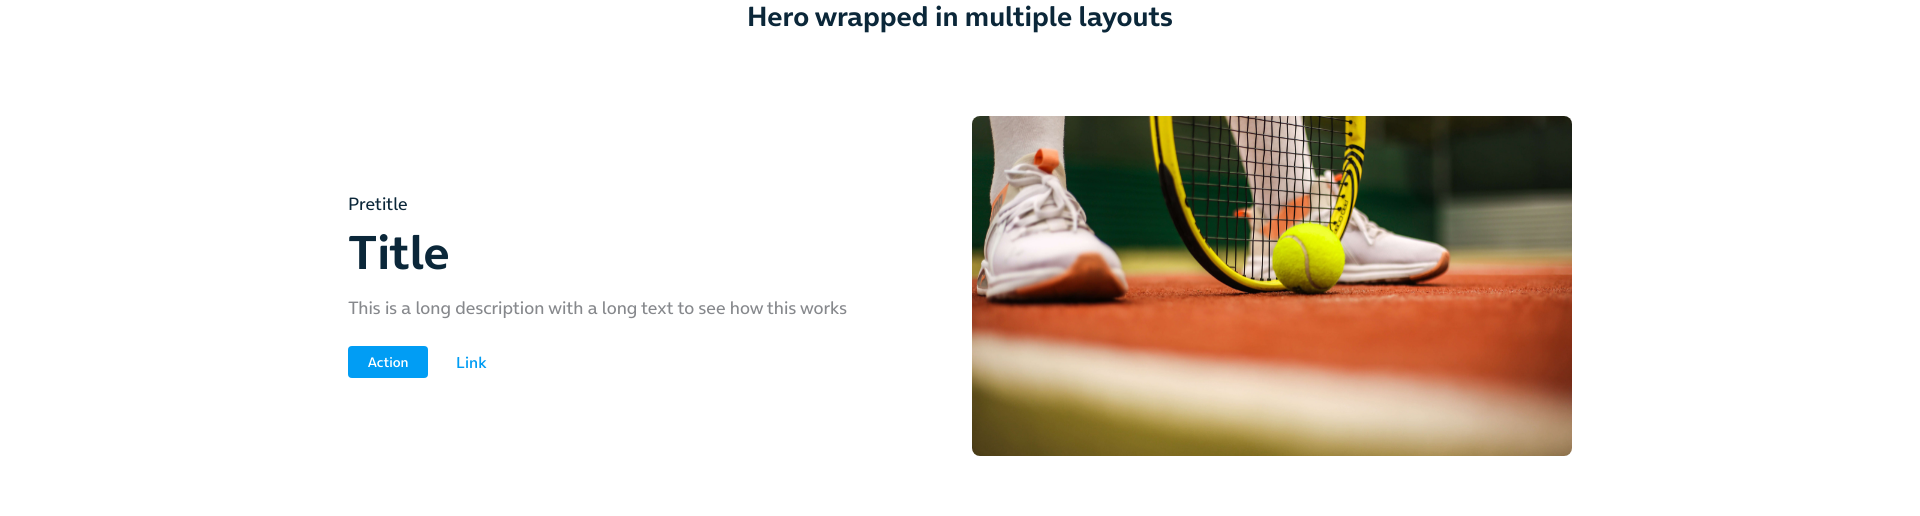 Hero wrapped in multiple layouts
Pretitle
Title
This is a long description with a long text to see how this works
Action
Link